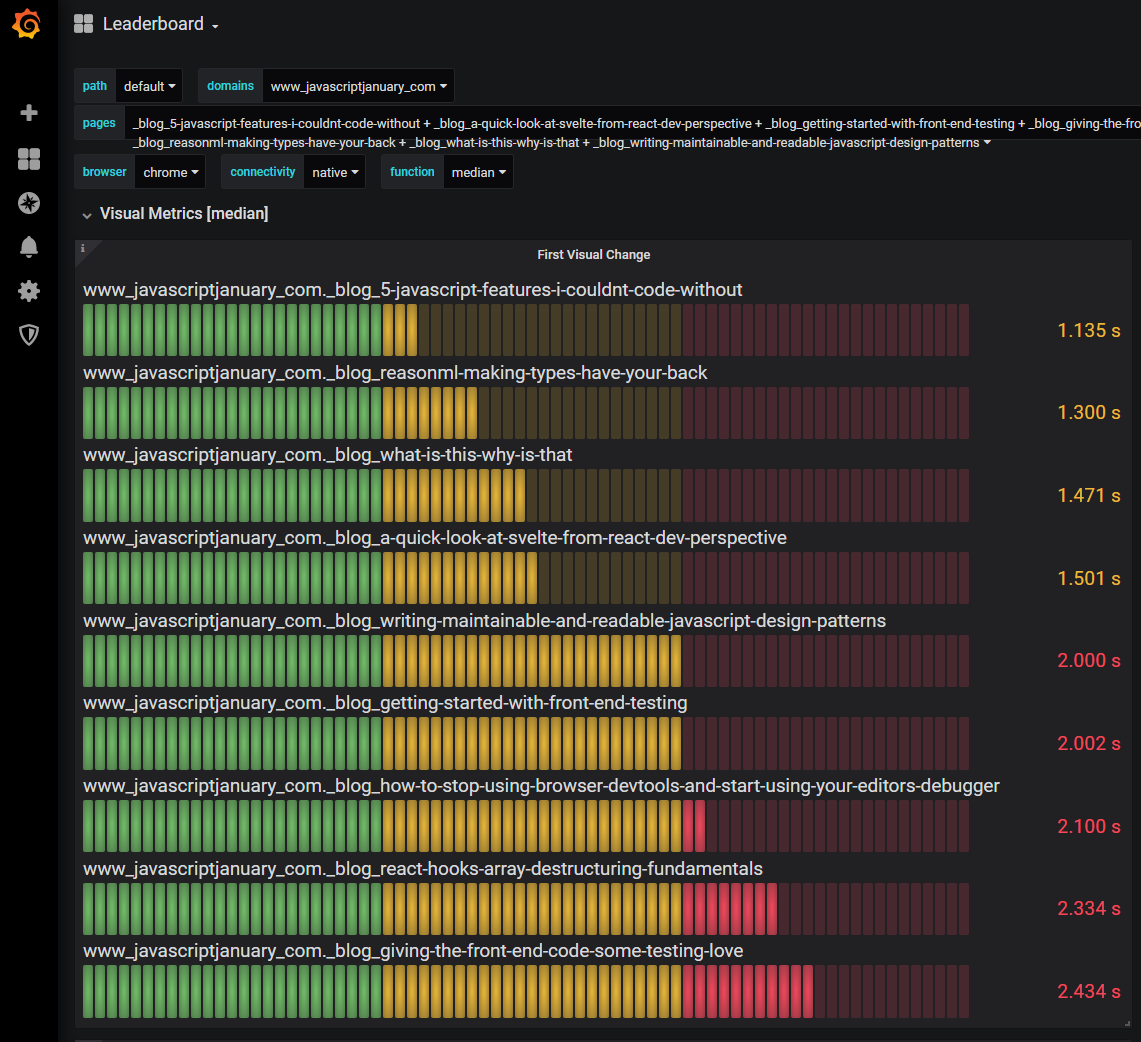 Leaderboard
path default domains www_javascriptjanuary_com
pages _blog_5-javascript-features-i-couldnt-code-without + _blog_a-quick-look-at-svelte-from-react-dev-perspective + _blog_getting-started-with-front-end-testing + _blog_giving-the-fro
_blog_reasonml-making-types-have-your-back + _blog_what-is-this-why-is-that + _blog_writing-maintainable-and-readable-javascript-design-patterns
browser chrome connectivity native function median
Visual Metrics [median]
i
First Visual Change
www_javascriptjanuary_com._blog_5-javascript-features-i-couldnt-code-without
1.135 s
www_javascriptjanuary_com._blog_reasonml-making-types-have-your-back
1.300 s
www_javascriptjanuary_com._blog_what-is-this-why-is-that
1.471 s
www_javascriptjanuary_com._blog_a-quick-look-at-svelte-from-react-dev-perspective
1.501 s
www_javascriptjanuary_com._blog_writing-maintainable-and-readable-javascript-design-patterns
2.000 s
www_javascriptjanuary_com._blog_getting-started-with-front-end-testing
2.002 s
www_javascriptjanuary_com._blog_how-to-stop-using-browser-devtools-and-start-using-your-editors-debugger
2.100 s
www_javascriptjanuary_com._blog_react-hooks-array-destructuring-fundamentals
2.334 s
www_javascriptjanuary_com._blog_giving-the-front-end-code-some-testing-love
2.434 s